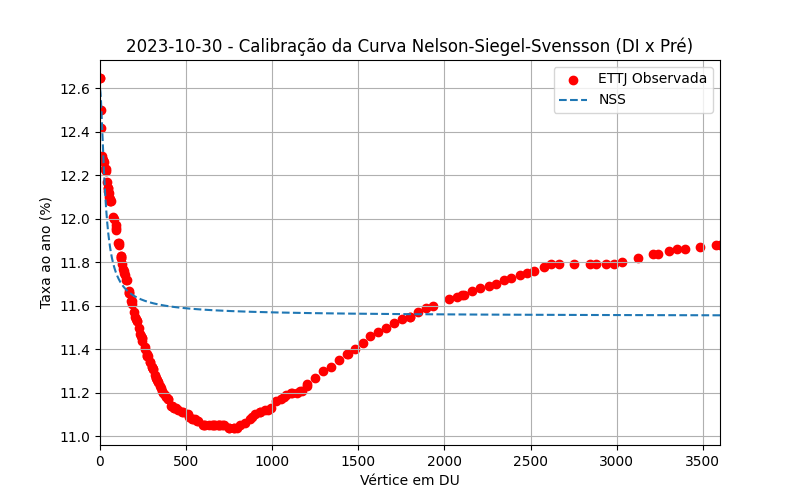 2023-10-30 - Calibração da Curva Nelson-Siegel-Svensson (DI x Pré)
ETTJ Observada
NSS
Taxa ao ano (%)
12.6
12.4
12.2
12.0
11.8
11.6
11.4
11.2
11.0
0 500 1000 1500 2000 2500 3000 3500
Vértice em DU